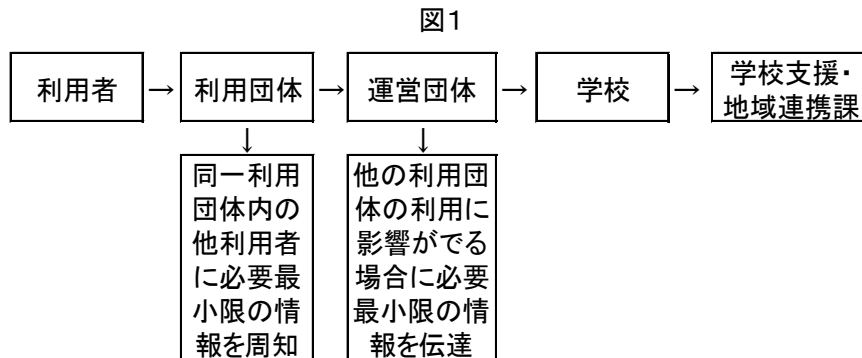 図1
利用者 → 利用団体 → 運営団体 → 学校 → 学校支援・
地域連携課
↓ ↓
同一利用
団体内の
他利用者
に必要最
小限の情
報を周知
他の利用団
体の利用に
影響がでる
場合に必要
最小限の情
報を伝達